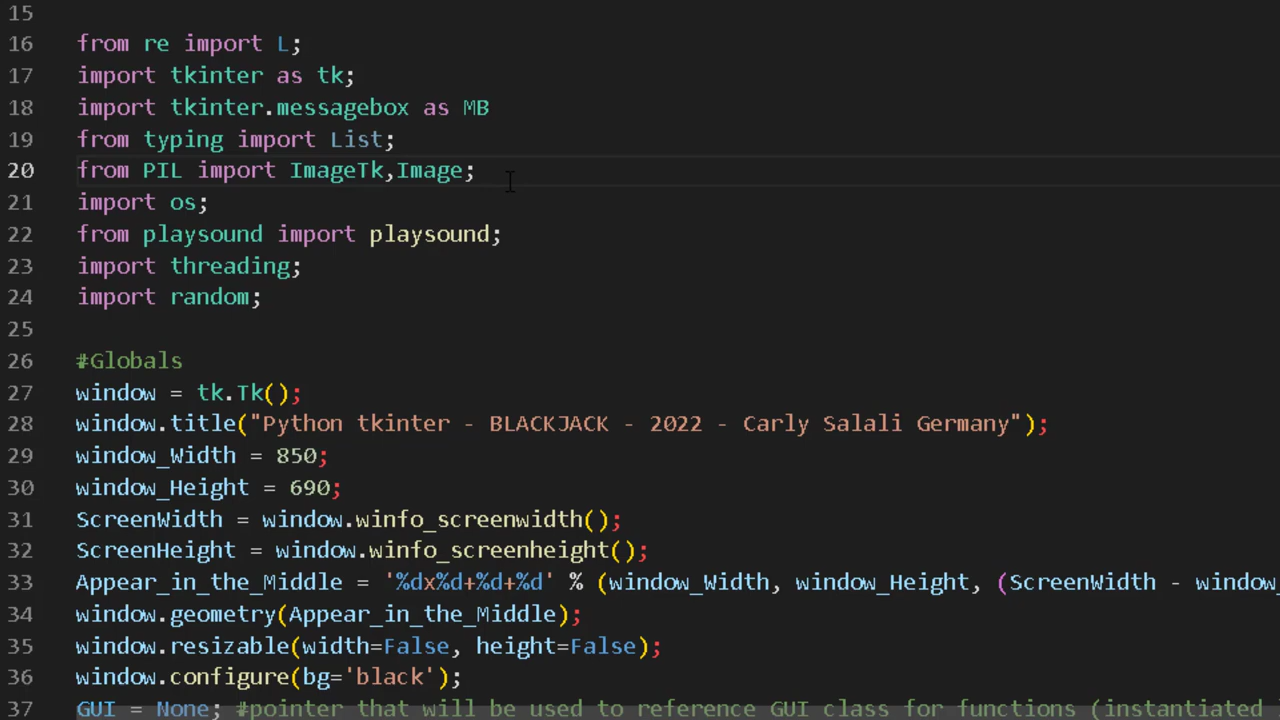 15
16 from re import L;
17 import tkinter as tk;
18 import tkinter.messagebox as MB
19 from typing import List;
20 from PIL import ImageTk,Image;
21 import os;
22 from playsound import playsound;
23 import threading;
24 import random;
25
26 #Globals
27 window = tk.Tk();
28 window.title("Python tkinter - BLACKJACK - 2022 - Carly Salali Germany");
29 window_Width = 850;
30 window_Height = 690;
31 ScreenWidth = window.winfo_screenwidth();
32 ScreenHeight = window.winfo_screenheight();
33 Appear_in_the_Middle = '%dx%d+%d+%d' % (window_Width, window_Height, (ScreenWidth - window_
34 window.geometry(Appear_in_the_Middle);
35 window.resizable(width=False, height=False);
36 window.configure(bg='black');
37 GUI = None; #pointer that will be used to reference GUI class for functions (instantiated